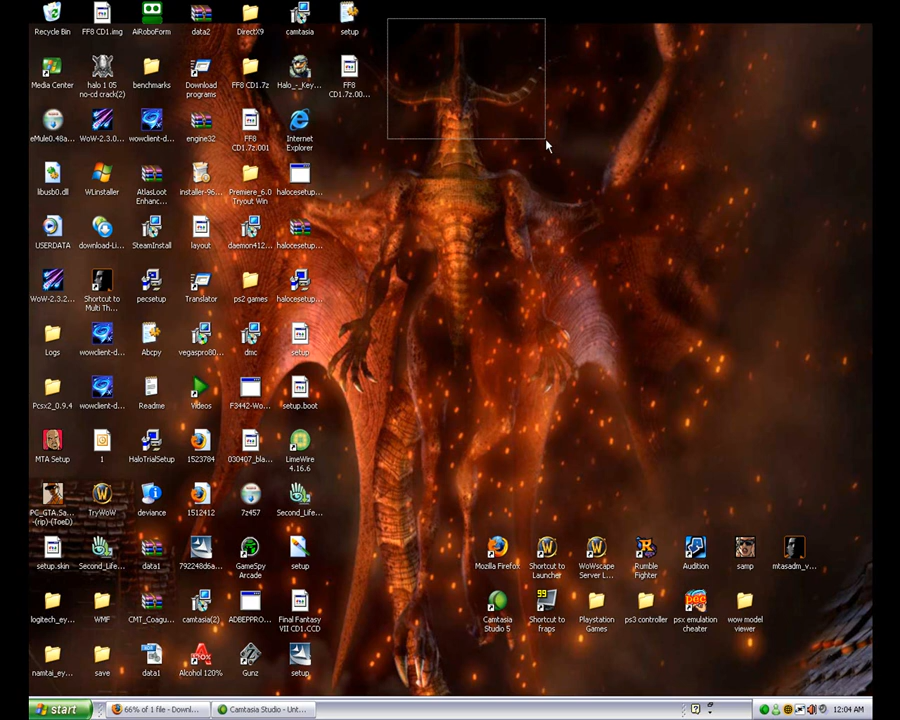 Recycle Bin
FF8 CD1.img
AiRoboForm
data2
DirectX9
camtasia
setup
Media Center
halo 1 05
no-cd crack(2)
benchmarks
Download
programs
FF8 CD1.7z
Halo_-_Key...
FF8
CD1.7z.00...
eMule0.48a...
WoW-2.3.0...
wowclient-d...
engine32
FF8
CD1.7z.001
Internet
Explorer
libusb0.dll
WLinstaller
AtlasLoot
Enhanc...
installer-96...
Premiere_6.0
Tryout Win
halocesetup...
USERDATA
download-Li...
SteamInstall
layout
daemon412...
halocesetup...
WoW-2.3.2...
Shortcut to
Multi Th...
pecsetup
Translator
ps2 games
halocesetup...
Logs
wowclient-d...
Abcpy
vegaspro80...
dmc
setup
Pcsx2_0.9.4
wowclient-d...
Readme
Videos
F3442-Wo...
setup.boot
MTA Setup
1
HaloTrialSetup
1523784
030407_bla...
LimeWire
4.16.6
PC_GTA.Sa...
-(rip)-(ToeD)
TryWoW
deviance
1512412
7z457
Second_Life...
setup.skin
Second_Life...
data1
792248d6a...
GameSpy
Arcade
setup
Mozilla Firefox
Shortcut to
Launcher
WoWscape
Server L...
Rumble
Fighter
Audition
samp
mtasadm_v...
logitech_ey...
WMF
CMT_Coagu...
camtasia(2)
ADBEPPRO...
Final Fantasy
VII CD1.CCD
Camtasia
Studio 5
99
Shortcut to
fraps
Playstation
Games
ps3 controller
pec
psx emulation
cheater
wow model
viewer
namtai_ey...
save
data1
Alcohol 120%
Gunz
setup
start
66% of 1 file - Downl...
Camtasia Studio - Unt...
12:04 AM